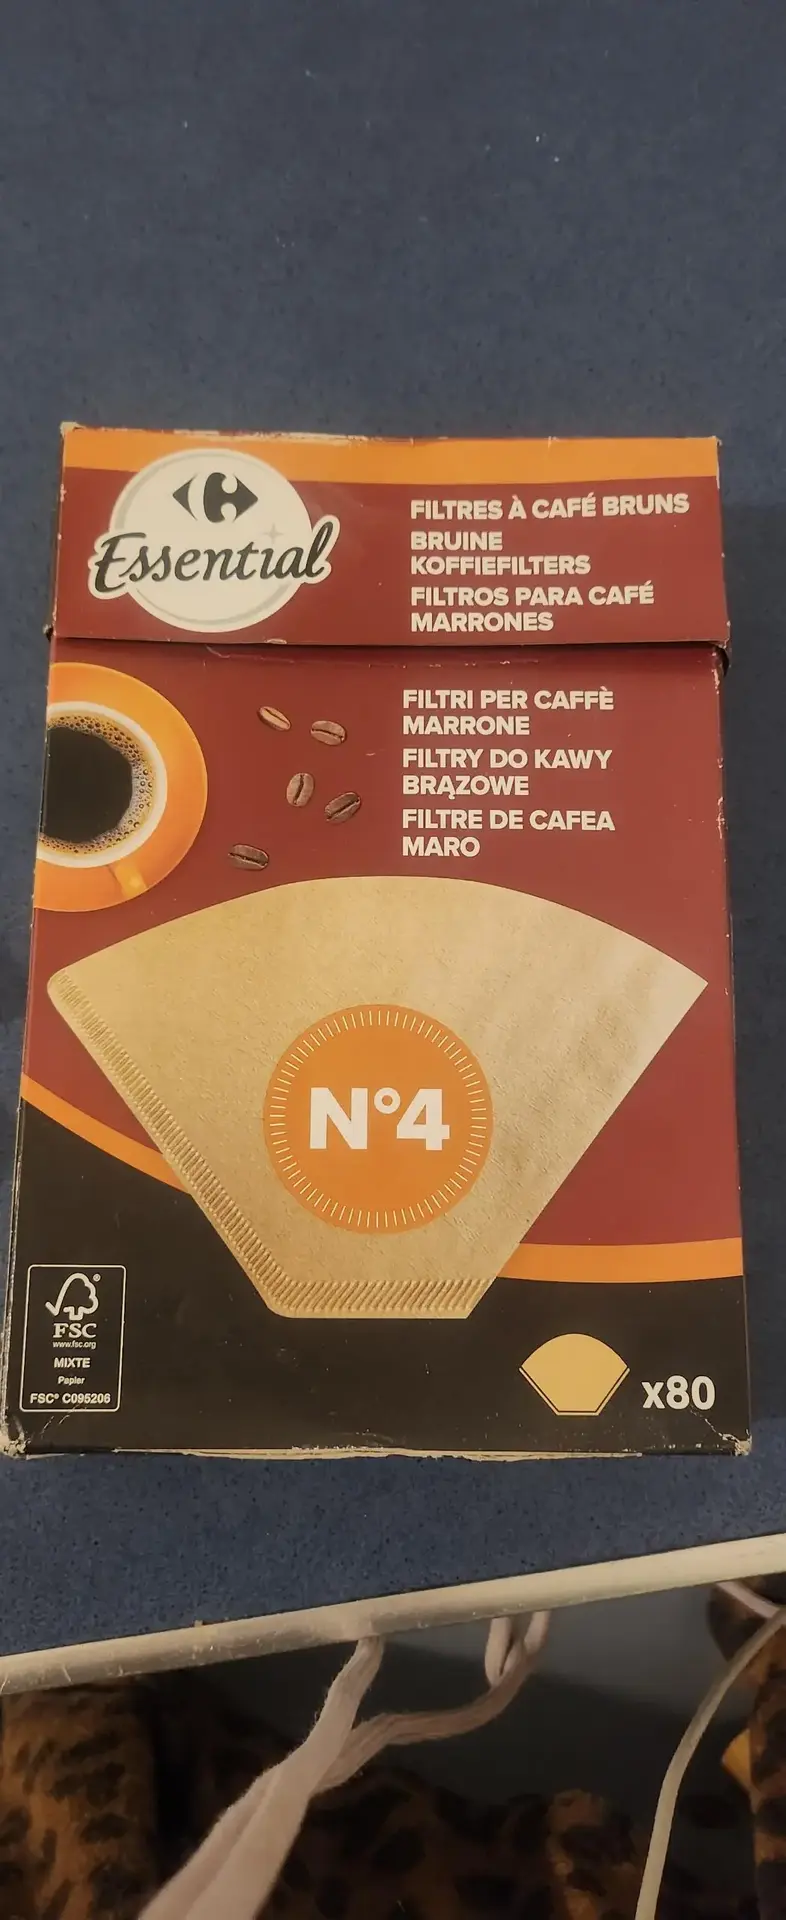 Essential
FILTRES À CAFÉ BRUNS
BRUINE
KOFFIEFILTERS
FILTROS PARA CAFÉ
MARRONES
FILTRI PER CAFFÈ
MARRONE
FILTRY DO KAWY
BRĄZOWE
FILTRE DE CAFEA
MARO
N°4
®
FSC
www.fsc.org
MIXTE
Papier
FSC® C095206
x80